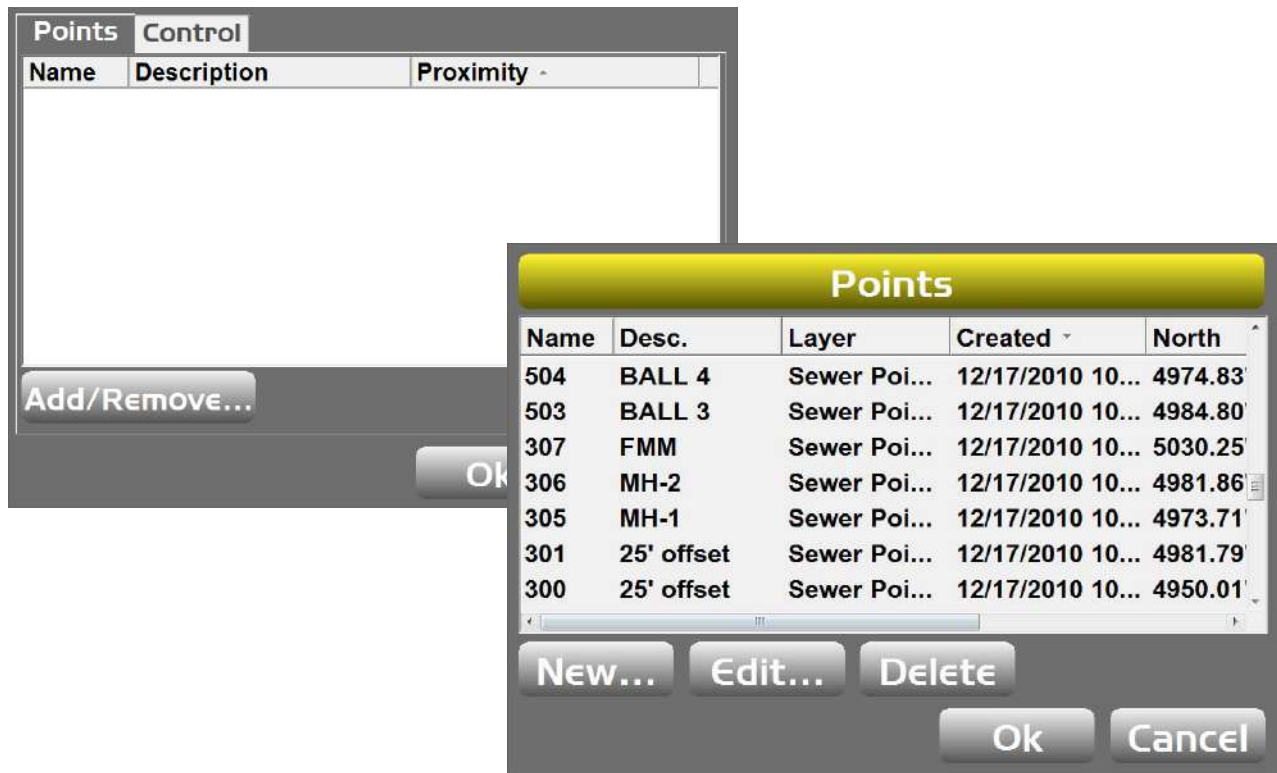 Points Control
Name Description Proximity
Add/Remove...
Ok
Points
Name Desc. Layer Created North
504 BALL 4 Sewer Poi... 12/17/2010 10... 4974.83'
503 BALL 3 Sewer Poi... 12/17/2010 10... 4984.80'
307 FMM Sewer Poi... 12/17/2010 10... 5030.25'
306 MH-2 Sewer Poi... 12/17/2010 10... 4981.86'
305 MH-1 Sewer Poi... 12/17/2010 10... 4973.71'
301 25' offset Sewer Poi... 12/17/2010 10... 4981.79'
300 25' offset Sewer Poi... 12/17/2010 10... 4950.01'
New... Edit... Delete
Ok Cancel